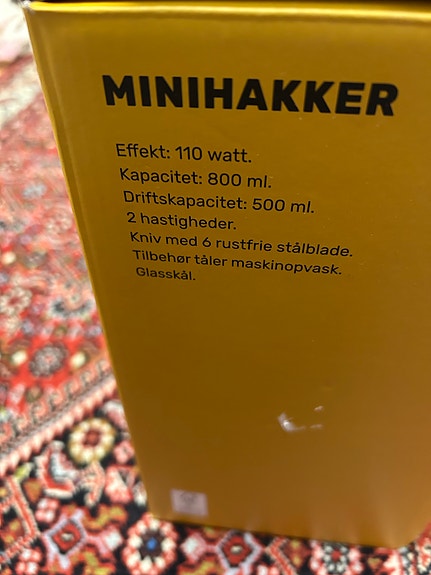 MINIHAKKER
Effekt: 110 watt.
Kapacitet: 800 ml.
Driftskapacitet: 500 ml.
2 hastigheder.
Kniv med 6 rustfrie stålblade.
Tilbehør tåler maskinopvask.
Glasskål.